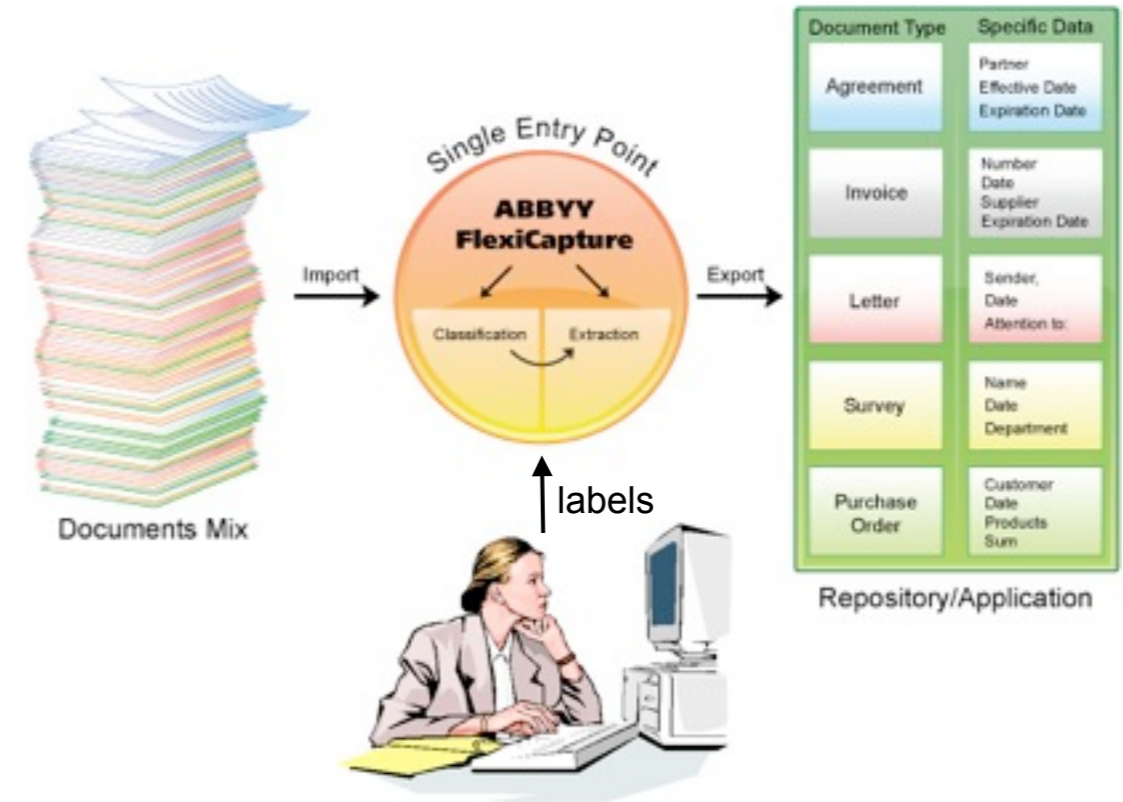 Documents Mix
Import
Single Entry Point
ABBYY
FlexiCapture
Classification
Extraction
labels
Export
Document Type
Specific Data
Agreement
Partner
Effective Date
Expiration Date
Invoice
Number
Date
Supplier
Expiration Date
Letter
Sender,
Date
Attention to:
Survey
Name
Date
Department
Purchase
Order
Customer
Date
Products
Sum
Repository/Application